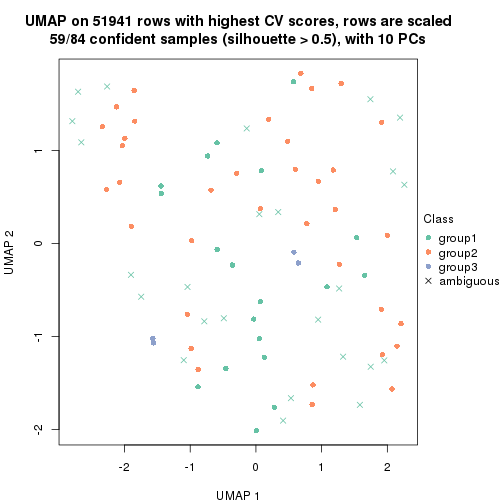 UMAP on 51941 rows with highest CV scores, rows are scaled
59/84 confident samples (silhouette > 0.5), with 10 PCs
UMAP 2
1
0
-1
-2
-2
-1
0
1
2
UMAP 1
Class
group1
group2
group3
ambiguous